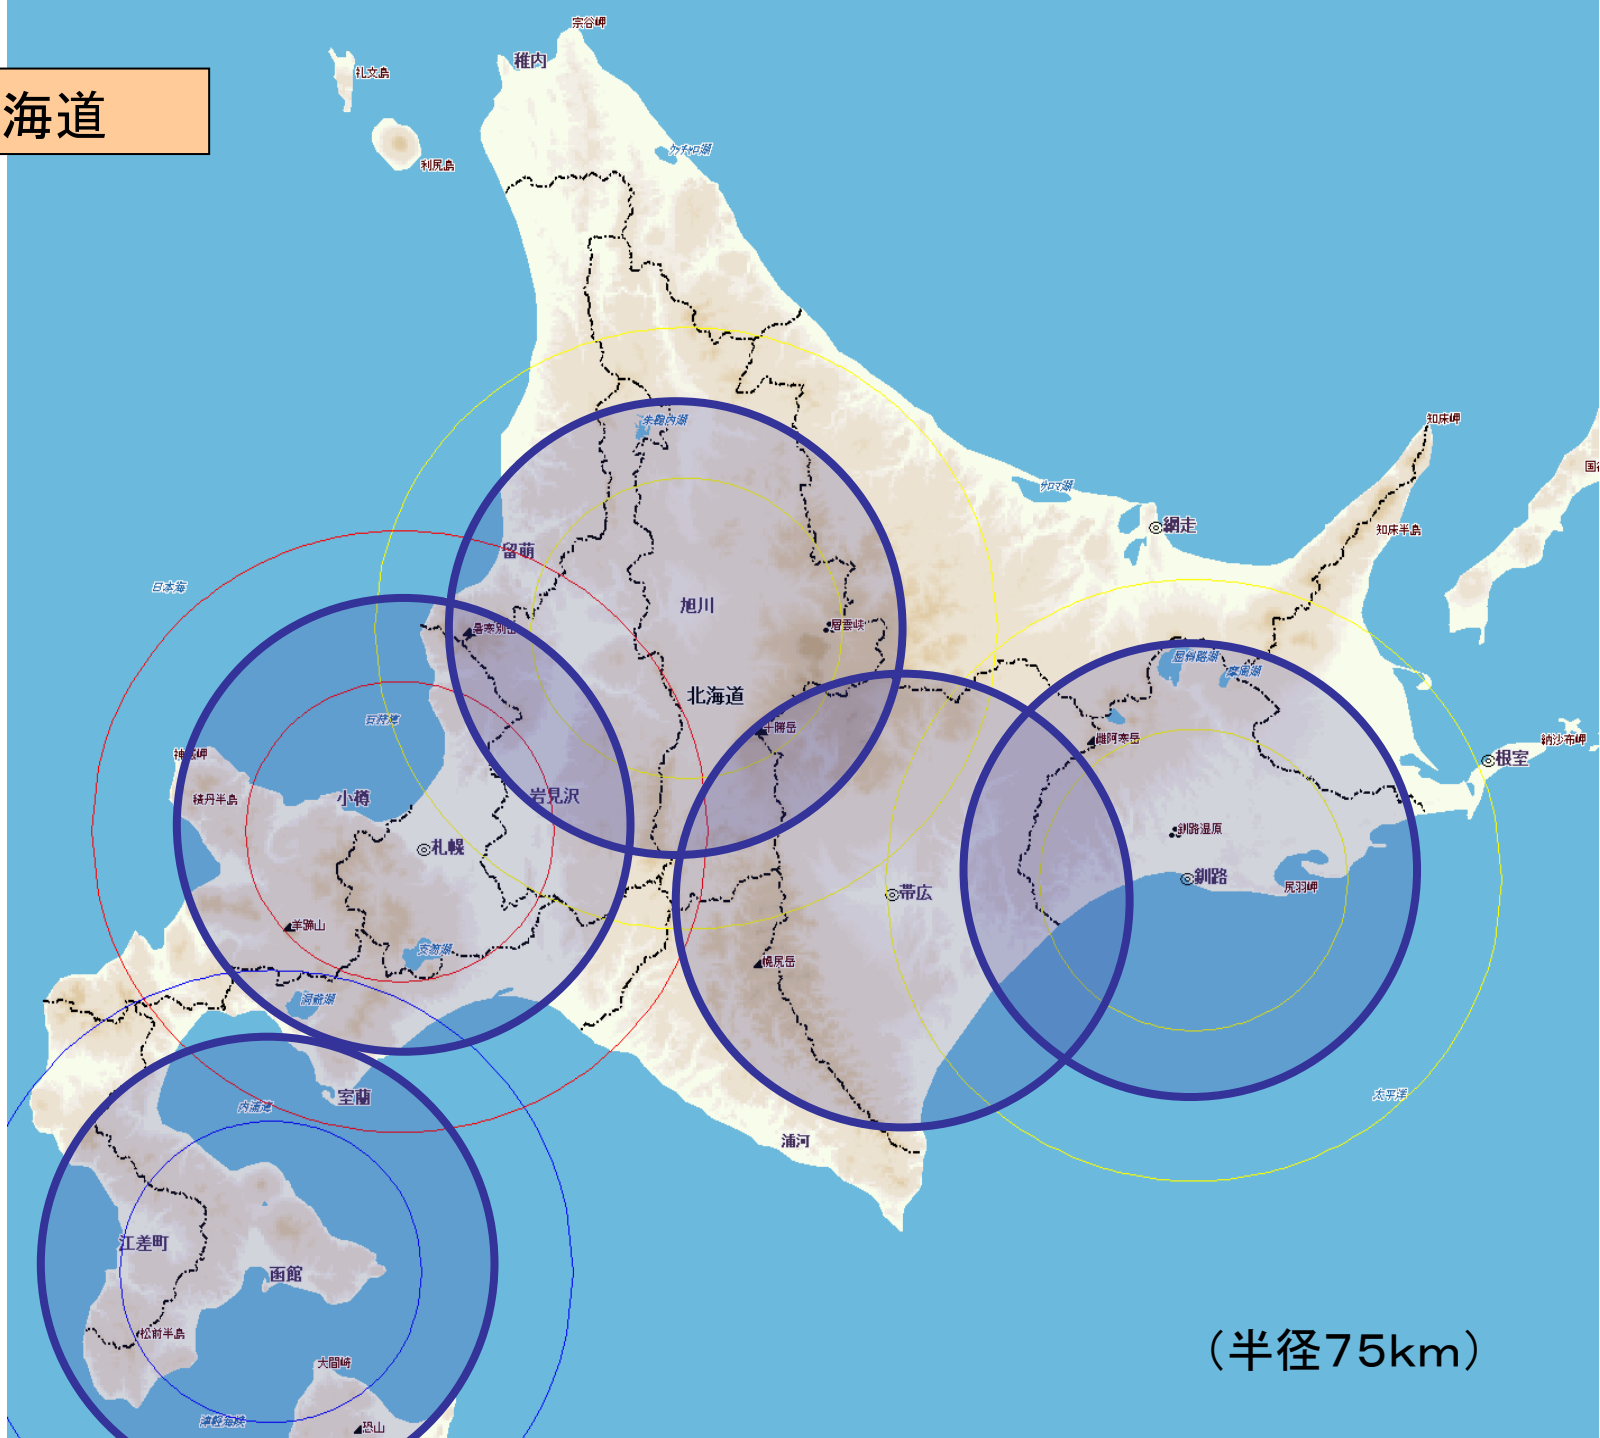 宗谷岬
稚内
礼文島
海道
クッチャロ湖
利尻島
朱鞠内湖
知床岬
サロマ湖
網走
知床半島
留萌
日本海
旭川
暑寒別岳
層雲峡
屈斜路湖
摩周湖
北海道
石狩湾
十勝岳
雌阿寒岳
納沙布岬
神威岬
根室
小樽
積丹半島
岩見沢
釧路湿原
札幌
釧路
尻羽岬
帯広
羊蹄山
支笏湖
幌尻岳
洞爺湖
室蘭
太平洋
内浦湾
浦河
江差町
函館
松前半島
大間崎
(半径75km)
津軽海峡
恐山